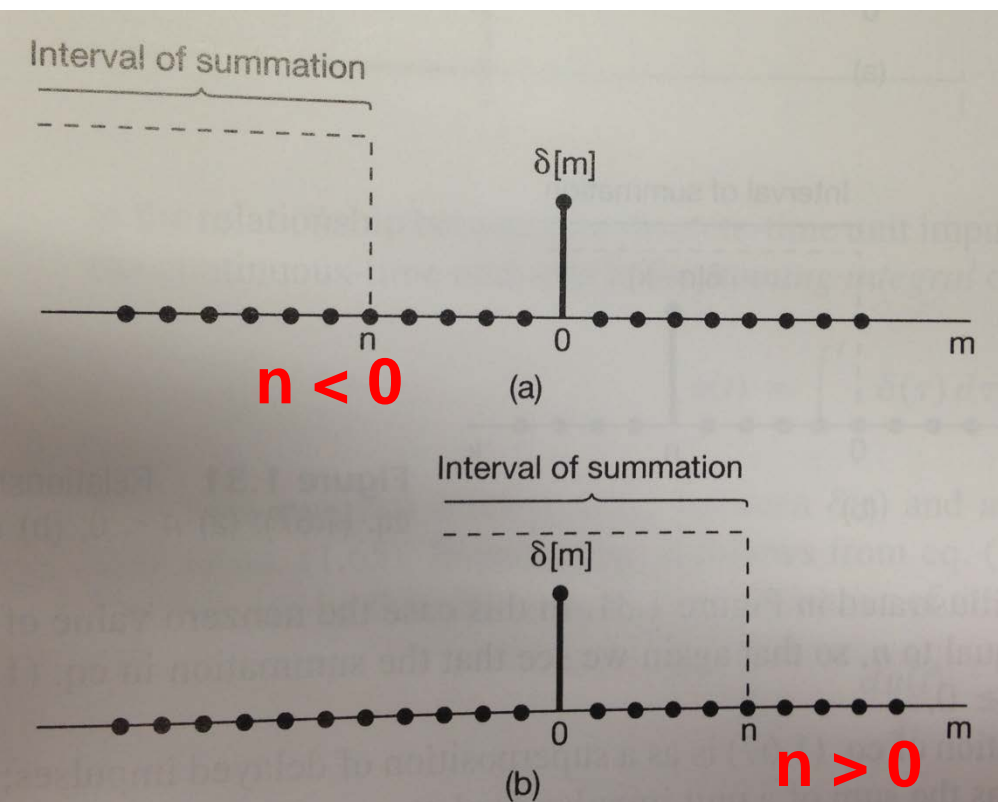 Interval of summation
δ[m]
n
0
m
n < 0
(a)
Interval of summation
δ[m]
0
n
m
n > 0
(b)